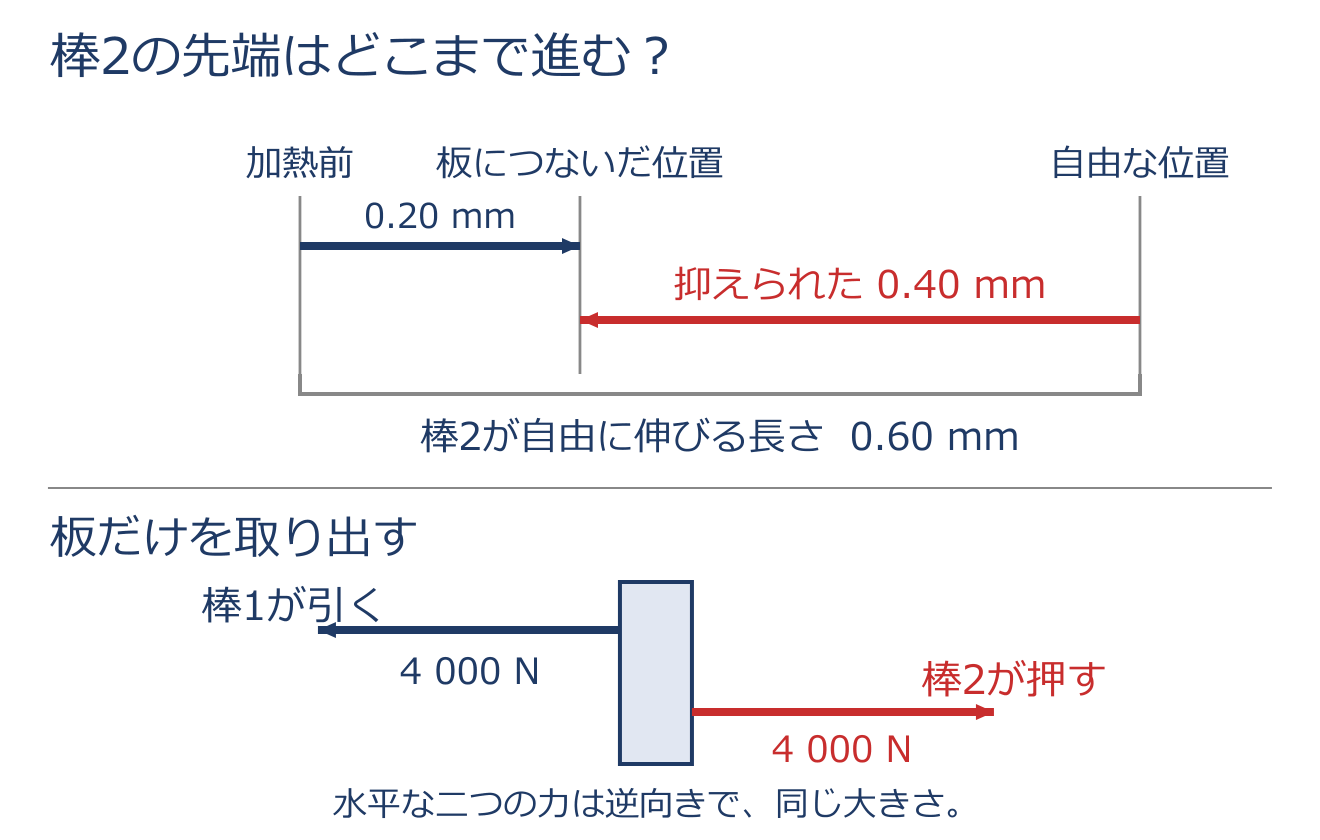 棒2の先端はどこまで進む？
加熱前
板につないだ位置
自由な位置
0.20 mm
抑えられた 0.40 mm
棒2が自由に伸びる長さ 0.60 mm
板だけを取り出す
棒1が引く
4 000 N
棒2が押す
4 000 N
水平な二つの力は逆向きで、同じ大きさ。